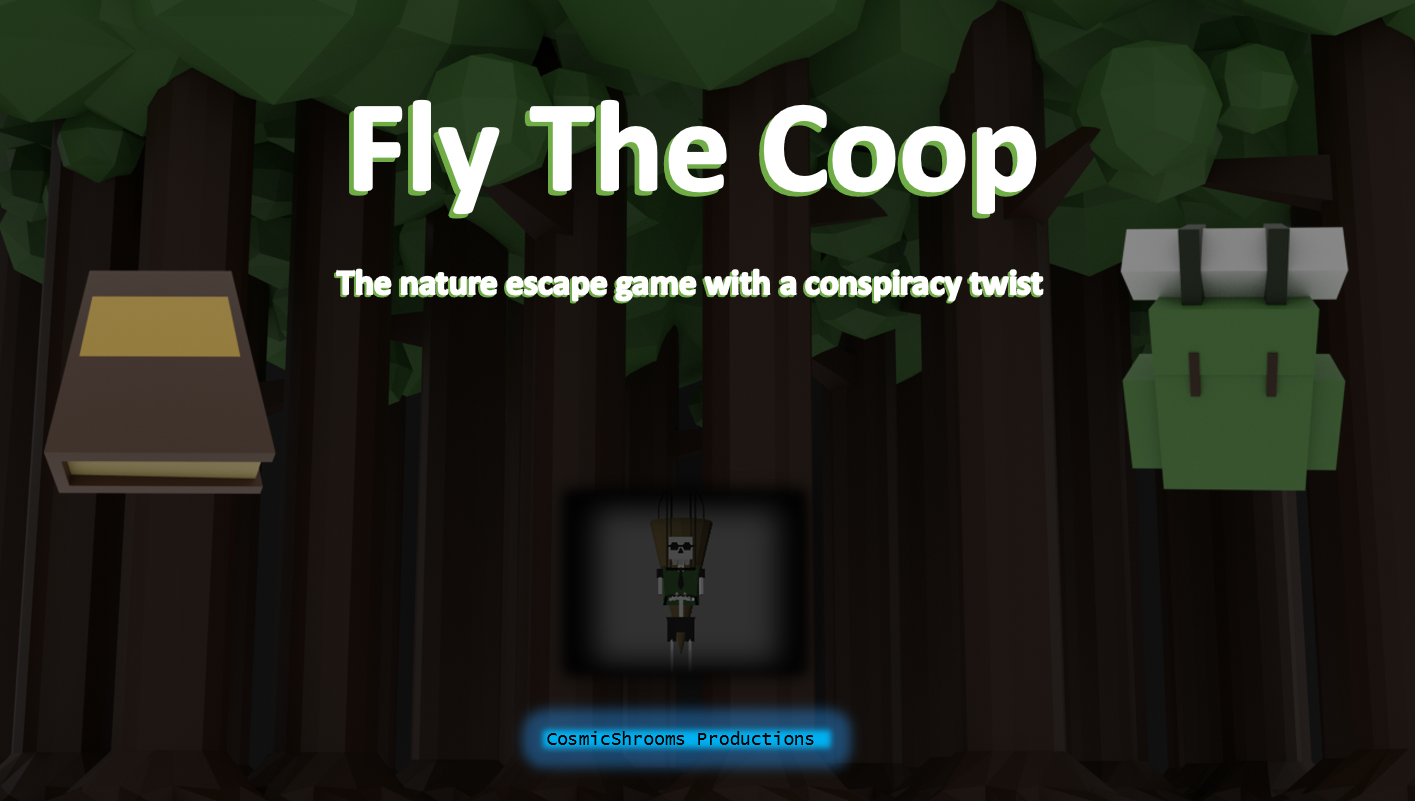 Fly The Coop
The nature escape game with a conspiracy twist
CosmicShrooms Productions